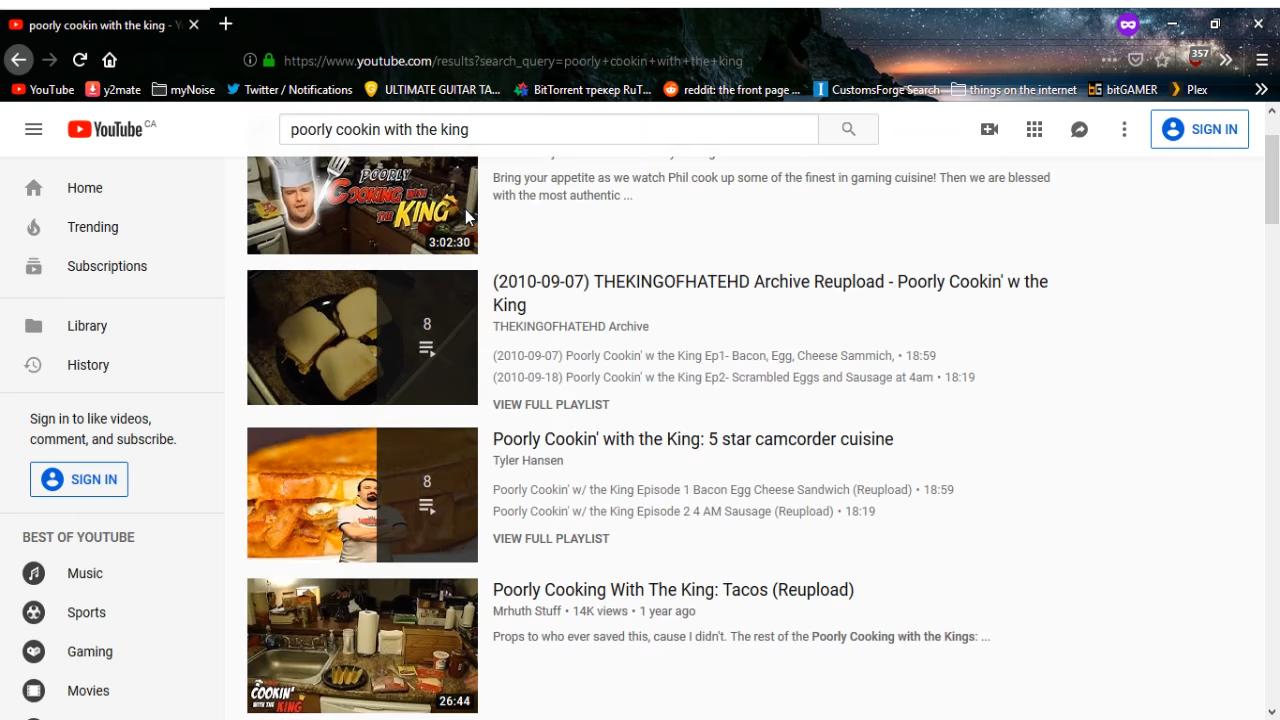 poorly cookin with the king -
https://www.youtube.com/results?search_query=poorly+cookin+with+the+king
357
YouTube
y2mate
myNoise
Twitter / Notifications
ULTIMATE GUITAR TA...
BitTorrent трекер RuT...
reddit: the front page ...
CustomsForge Search
things on the internet
bitGAMER
Plex
YouTube CA
poorly cookin with the king
SIGN IN
Home
Trending
Subscriptions
Library
History
Sign in to like videos,
comment, and subscribe.
SIGN IN
BEST OF YOUTUBE
Music
Sports
Gaming
Movies
POORLY
COOKING WITH
THE KING
3:02:30
Bring your appetite as we watch Phil cook up some of the finest in gaming cuisine! Then we are blessed
with the most authentic ...
8
(2010-09-07) THEKINGOFHATEHD Archive Reupload - Poorly Cookin' w the
King
THEKINGOFHATEHD Archive
(2010-09-07) Poorly Cookin' w the King Ep1- Bacon, Egg, Cheese Sammich, • 18:59
(2010-09-18) Poorly Cookin' w the King Ep2- Scrambled Eggs and Sausage at 4am • 18:19
VIEW FULL PLAYLIST
8
Poorly Cookin' with the King: 5 star camcorder cuisine
Tyler Hansen
Poorly Cookin' w/ the King Episode 1 Bacon Egg Cheese Sandwich (Reupload) • 18:59
Poorly Cookin' w/ the King Episode 2 4 AM Sausage (Reupload) • 18:19
VIEW FULL PLAYLIST
COOKIN'
WITH THE KING
26:44
Poorly Cooking With The King: Tacos (Reupload)
Mrhuth Stuff • 14K views • 1 year ago
Props to who ever saved this, cause I didn't. The rest of the Poorly Cooking with the Kings: ...